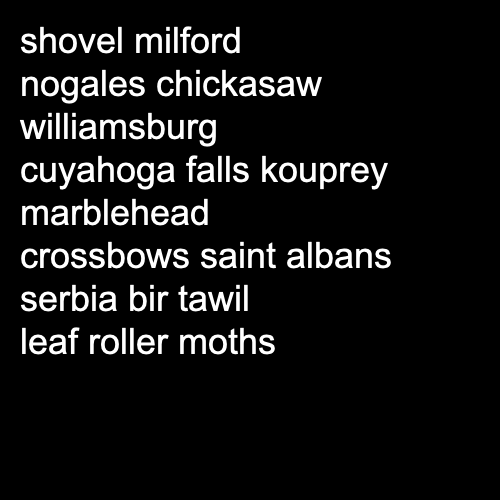 shovel milford
nogales chickasaw
williamsburg
cuyahoga falls kouprey
marblehead
crossbows saint albans
serbia bir tawil
leaf roller moths